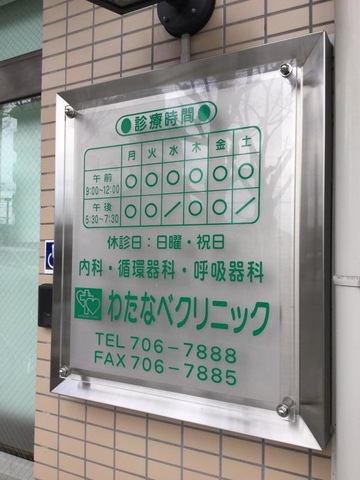 ●診療時間●
月 火 水 木 金 土
午前 9:00~12:00 ○ ○ ○ ○ ○ ○
午後 5:30~7:30 ○ ○ / ○ ○ /
休診日:日曜・祝日
内科・循環器科・呼吸器科
わたなべクリニック
TEL 706-7888
FAX 706-7885